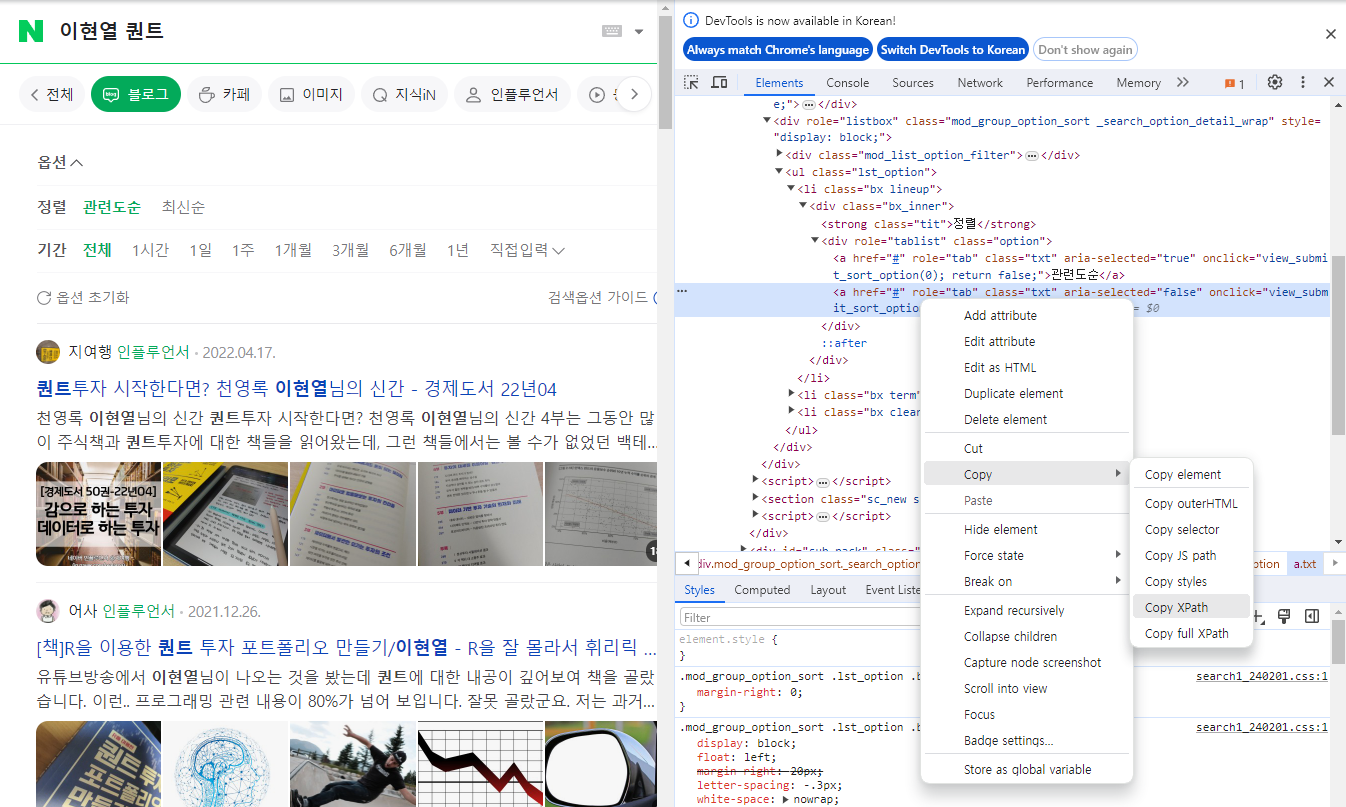 N 이현열 퀀트
전체 블로그 카페 이미지 지식iN 인플루언서
옵션
정렬 관련도순 최신순
기간 전체 1시간 1일 1주 1개월 3개월 6개월 1년 직접입력
옵션 초기화 검색옵션 가이드
지여행 인플루언서 · 2022.04.17.
퀀트투자 시작한다면? 천영록 이현열님의 신간 - 경제도서 22년04
천영록 이현열님의 신간 퀀트투자 시작한다면? 천영록 이현열님의 신간 4부는 그동안 많
이 주식책과 퀀트투자에 대한 책들을 읽어왔는데, 그런 책들에서는 볼 수가 없었던 백테...
[경제도서 50권-22년04]
감으로 하는 투자
데이터로 하는 투자
어사 인플루언서 · 2021.12.26.
[책]R을 이용한 퀀트 투자 포트폴리오 만들기/이현열 - R을 잘 몰라서 휘리릭 ...
유튜브방송에서 이현열님이 나오는 것을 봤는데 퀀트에 대한 내공이 깊어보여 책을 골랐
습니다. 이런.. 프로그래밍 관련 내용이 80%가 넘어 보입니다. 잘못 골랐군요. 저는 과거...
퀀트 투자
포트폴리오
만들기
DevTools is now available in Korean!
Always match Chrome's language Switch DevTools to Korean Don't show again
Elements Console Sources Network Performance Memory 1
e;">…</div>
<div role="listbox" class="mod_group_option_sort _search_option_detail_wrap" style=
"display: block;">
<div class="mod_list_option_filter">…</div>
<ul class="lst_option">
<li class="bx lineup">
<div class="bx_inner">
<strong class="tit">정렬</strong>
<div role="tablist" class="option">
<a href="#" role="tab" class="txt" aria-selected="true" onclick="view_submi
t_sort_option(0); return false;">관련도순</a>
<a href="#" role="tab" class="txt" aria-selected="false" onclick="view_subm
it_sort_optio = $0
</div>
::after
</div>
</li>
<li class="bx term"
<li class="bx clear
</ul>
</div>
</div>
<script>…</script>
<section class="sc_new s
<script>…</script>
</div>
<div id="sub_pack" class=
div.mod_group_option_sort._search_option ption a.txt
Styles Computed Layout Event Liste
Filter
element.style {
}
.mod_group_option_sort .lst_option .b search1_240201.css:1
margin-right: 0;
}
.mod_group_option_sort .lst_option .b search1_240201.css:1
display: block;
float: left;
margin-right: 20px;
letter-spacing: -.3px;
white-space: nowrap;
Add attribute
Edit attribute
Edit as HTML
Duplicate element
Delete element
Cut
Copy
Paste
Hide element
Force state
Break on
Expand recursively
Collapse children
Capture node screenshot
Scroll into view
Focus
Badge settings...
Store as global variable
Copy element
Copy outerHTML
Copy selector
Copy JS path
Copy styles
Copy XPath
Copy full XPath